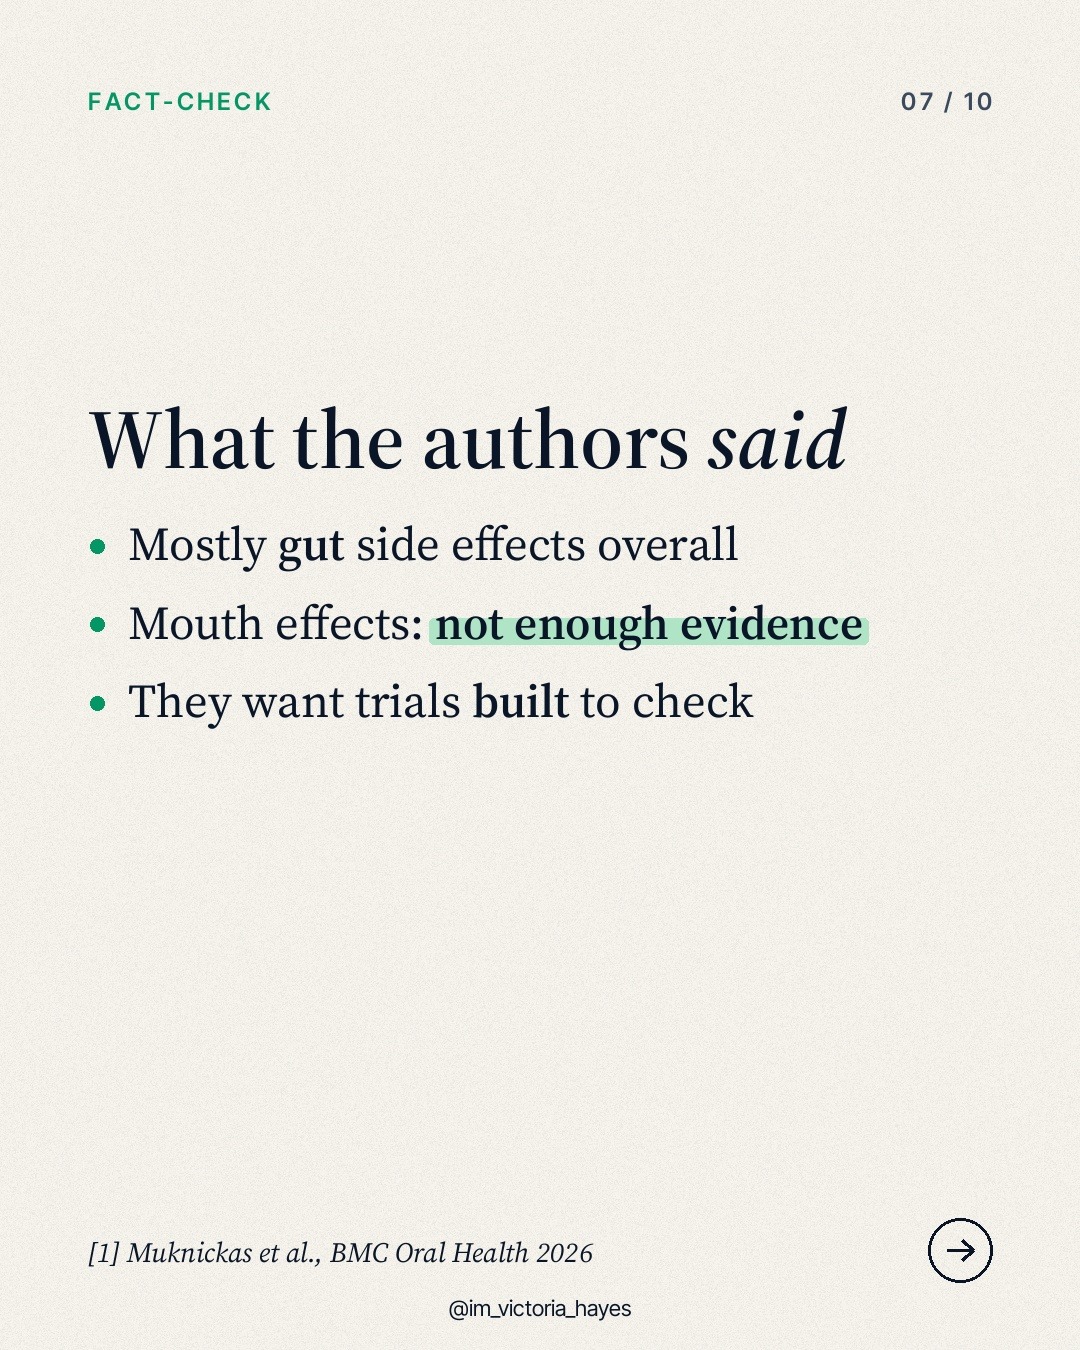 FACT-CHECK
07 / 10
What the authors said
Mostly gut side effects overall
Mouth effects: not enough evidence
They want trials built to check
[1] Muknickas et al., BMC Oral Health 2026
@im_victoria_hayes